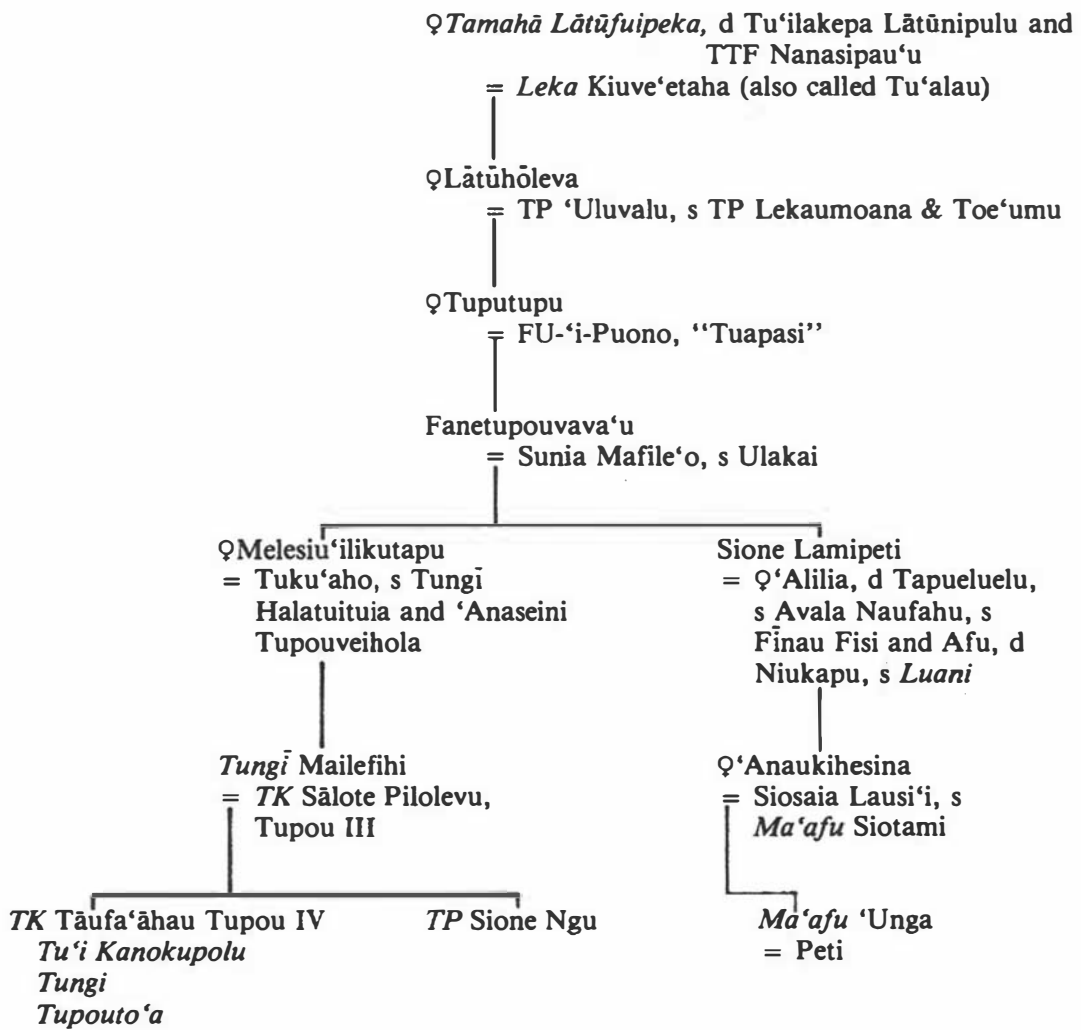 ♀Tamahā Lātūfuipeka, d Tu‘ilakepa Lātūnipulu and
TTF Nanasipau‘u
= Leka Kiuve‘etaha (also called Tu‘alau)
♀Lātūhōleva
= TP ‘Uluvalu, s TP Lekaumoana & Toe‘umu
♀Tuputupu
= FU-‘i-Puono, “Tuapasi”
Fanetupouvava‘u
= Sunia Mafile‘o, s Ulakai
♀Melesiu‘ilikutapu
= Tuku‘aho, s Tungī
Halatuituia and ‘Anaseini
Tupouveihola
Sione Lamipeti
= ♀‘Alilia, d Tapueluelu,
s Avala Naufahu, s
Fīnau Fisi and Afu, d
Niukapu, s Luani
Tungī Mailefihi
= TK Sālote Pilolevu,
Tupou III
♀‘Anaukihesina
= Siosaia Lausi‘i, s
Ma‘afu Siotami
TK Tāufa‘āhau Tupou IV
Tu‘i Kanokupolu
Tungi
Tupouto‘a
TP Sione Ngu
Ma‘afu ‘Unga
= Peti